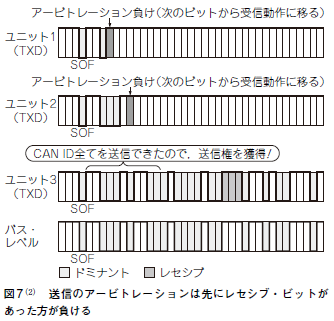 アービトレーション負け(次のビットから受信動作に移る)
ユニット1
(TXD)
SOF
アービトレーション負け(次のビットから受信動作に移る)
ユニット2
(TXD)
SOF
CAN ID全てを送信できたので,送信権を獲得!
ユニット3
(TXD)
SOF
バス・
レベル
SOF
ドミナント レセシブ
図7(2) 送信のアービトレーションは先にレセシブ・ビットが
あった方が負ける